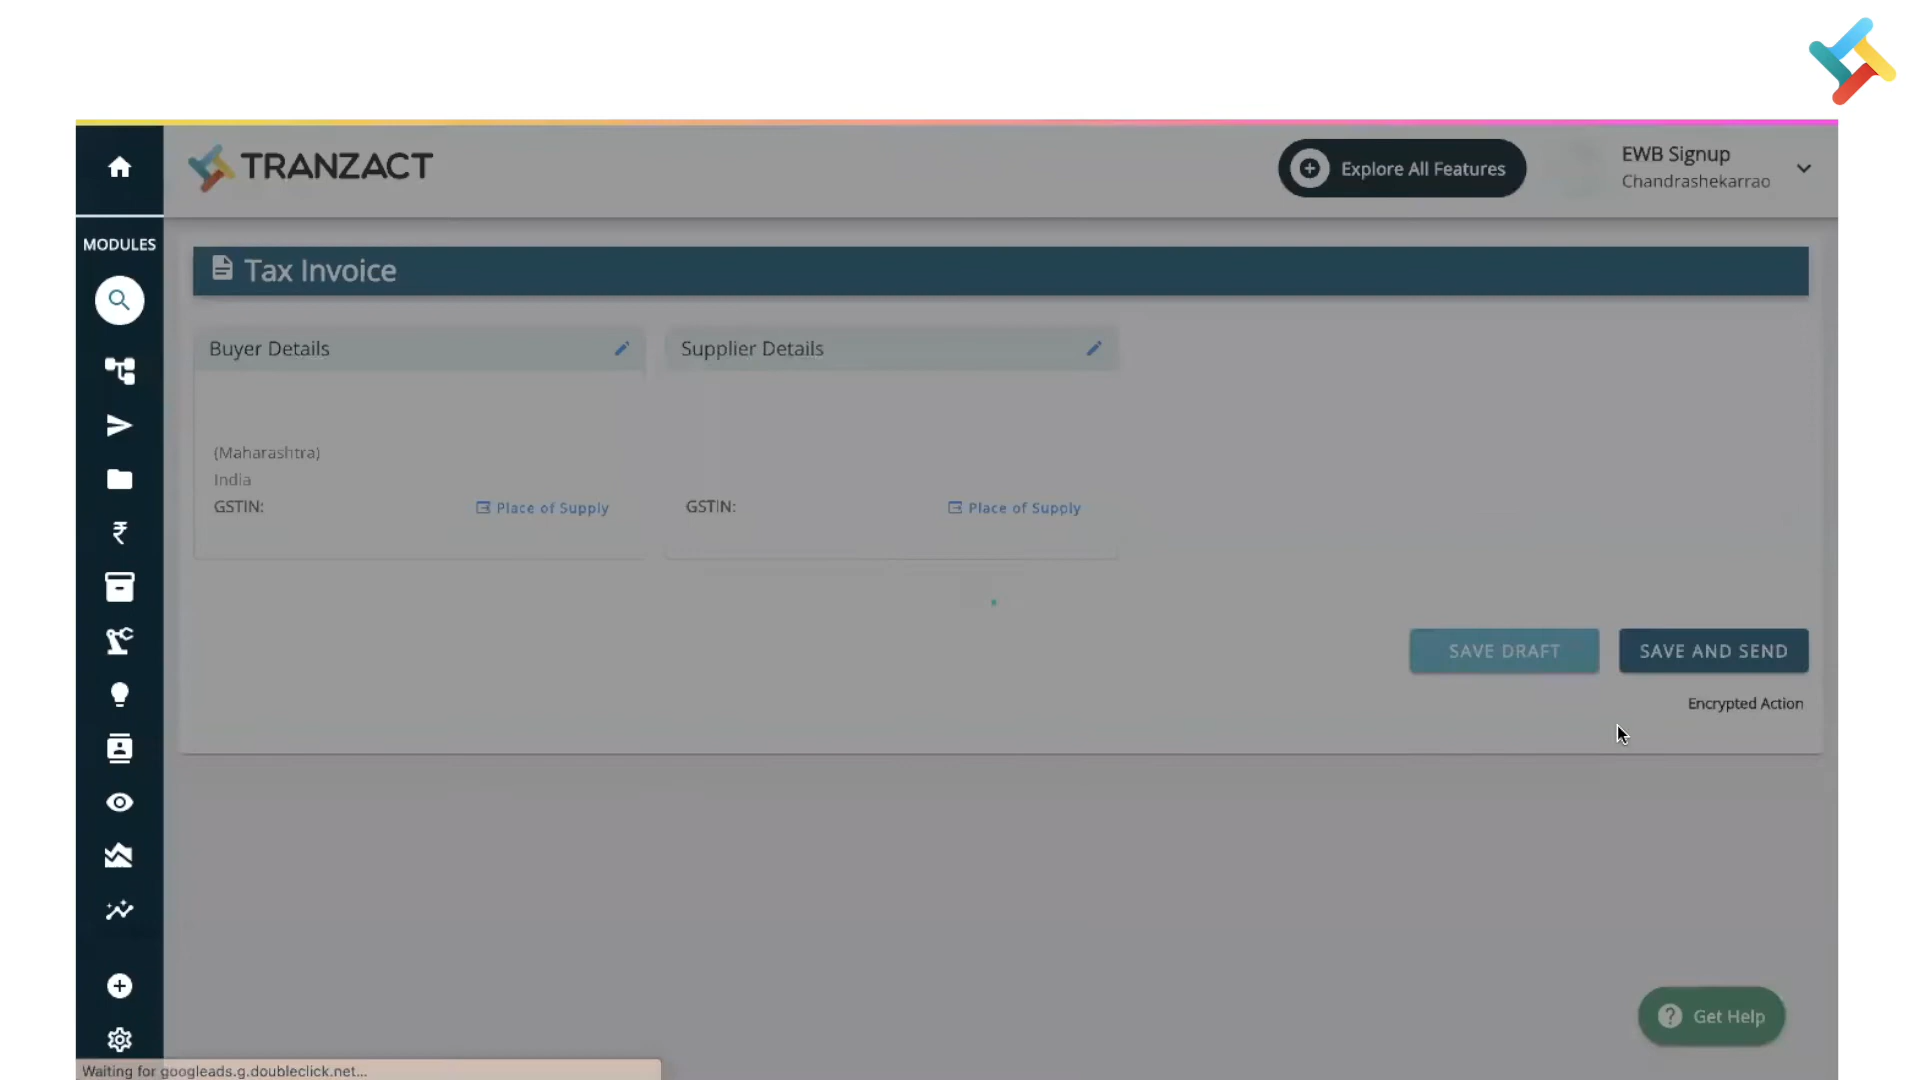 TRANZACT
Explore All Features
EWB Signup
Chandrashekarrao
MODULES
Tax Invoice
Buyer Details
Supplier Details
(Maharashtra)
India
GSTIN:
Place of Supply
GSTIN:
Place of Supply
SAVE DRAFT
SAVE AND SEND
Encrypted Action
Get Help
Waiting for googleads.g.doubleclick.net...